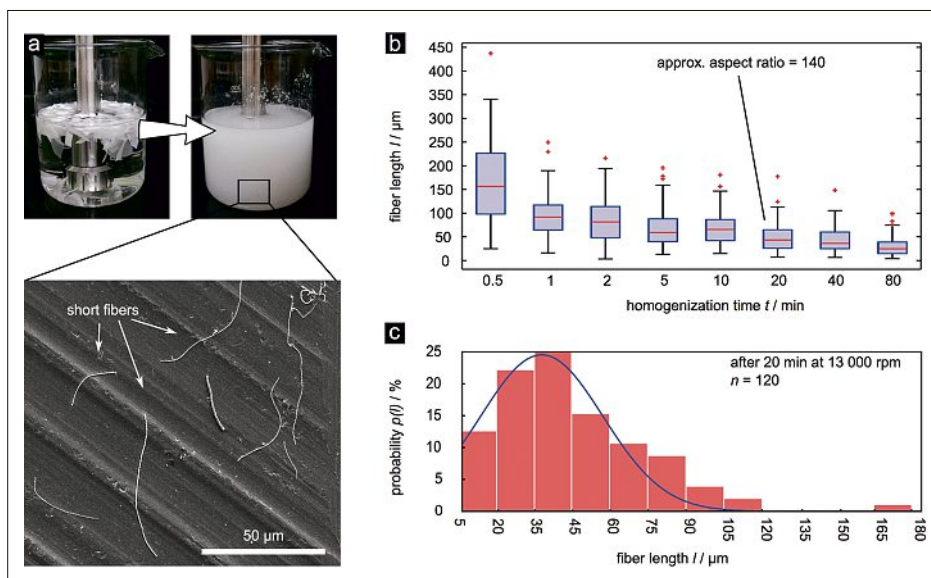 a
short fibers
50 µm
b
fiber length l / µm
450
400
350
300
250
200
150
100
50
0
approx. aspect ratio = 140
0.5 1 2 5 10 20 40 80
homogenization time t / min
c
probability p(l) / %
25
20
15
10
5
0
after 20 min at 13 000 rpm
n = 120
5 20 35 45 60 75 90 105 120 135 150 165 180
fiber length l / µm